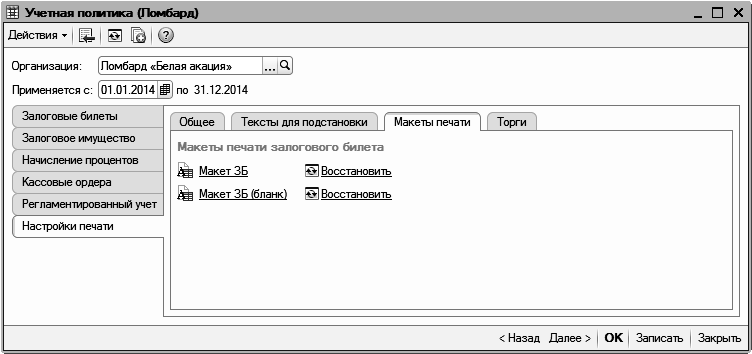 Учетная политика (Ломбард)
Действия
Организация: Ломбард «Белая акация» ...
Применяется с: 01.01.2014 по 31.12.2014
Залоговые билеты
Залоговое имущество
Начисление процентов
Кассовые ордера
Регламентированный учет
Настройки печати
Общее Тексты для подстановки Макеты печати Торги
Макеты печати залогового билета
Макет ЗБ Восстановить
Макет ЗБ (бланк) Восстановить
< Назад Далее > OK Записать Закрыть